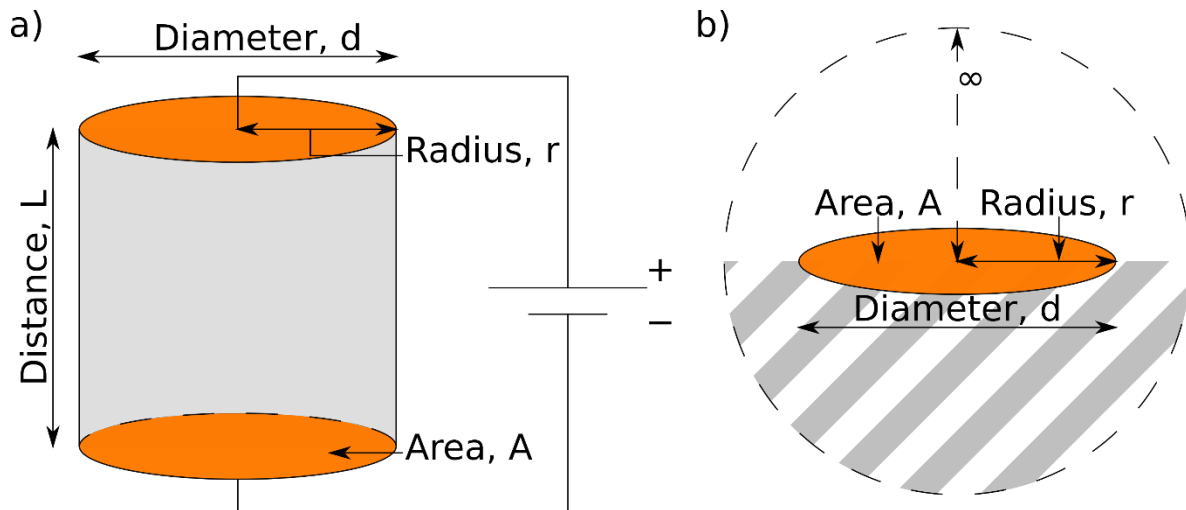 a)
Diameter, d
Radius, r
Distance, L
Area, A
+
−
b)
∞
Area, A
Radius, r
Diameter, d